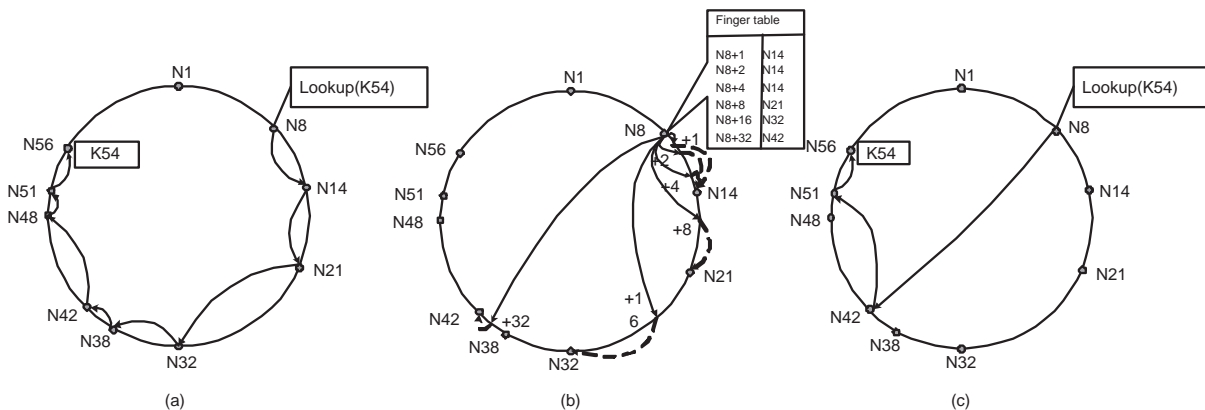 N1
Lookup(K54)
N8
N56
K54
N51
N14
N48
N21
N42
N38
N32
(a)
Finger table
N8+1 N14
N8+2 N14
N8+4 N14
N8+8 N21
N8+16 N32
N8+32 N42
N1
N8
+1
N56
+2
+4
N51
N14
N48
+8
N21
+1
6
N42
+32
N38
N32
(b)
N1
Lookup(K54)
N8
N56
K54
N51
N14
N48
N21
N42
N38
N32
(c)